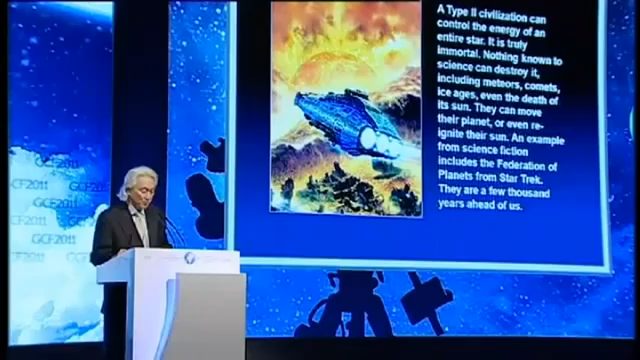 A Type II civilization can
control the energy of an
entire star. It is truly
immortal. Nothing known to
science can destroy it,
including meteors, comets,
ice ages, even the death of
its sun. They can move
their planet, or even re-
ignite their sun. An example
from science fiction
includes the Federation of
Planets from Star Trek.
They are a few thousand
years ahead of us.
GCF2011
GCF2011
GCF2011
GCF2011